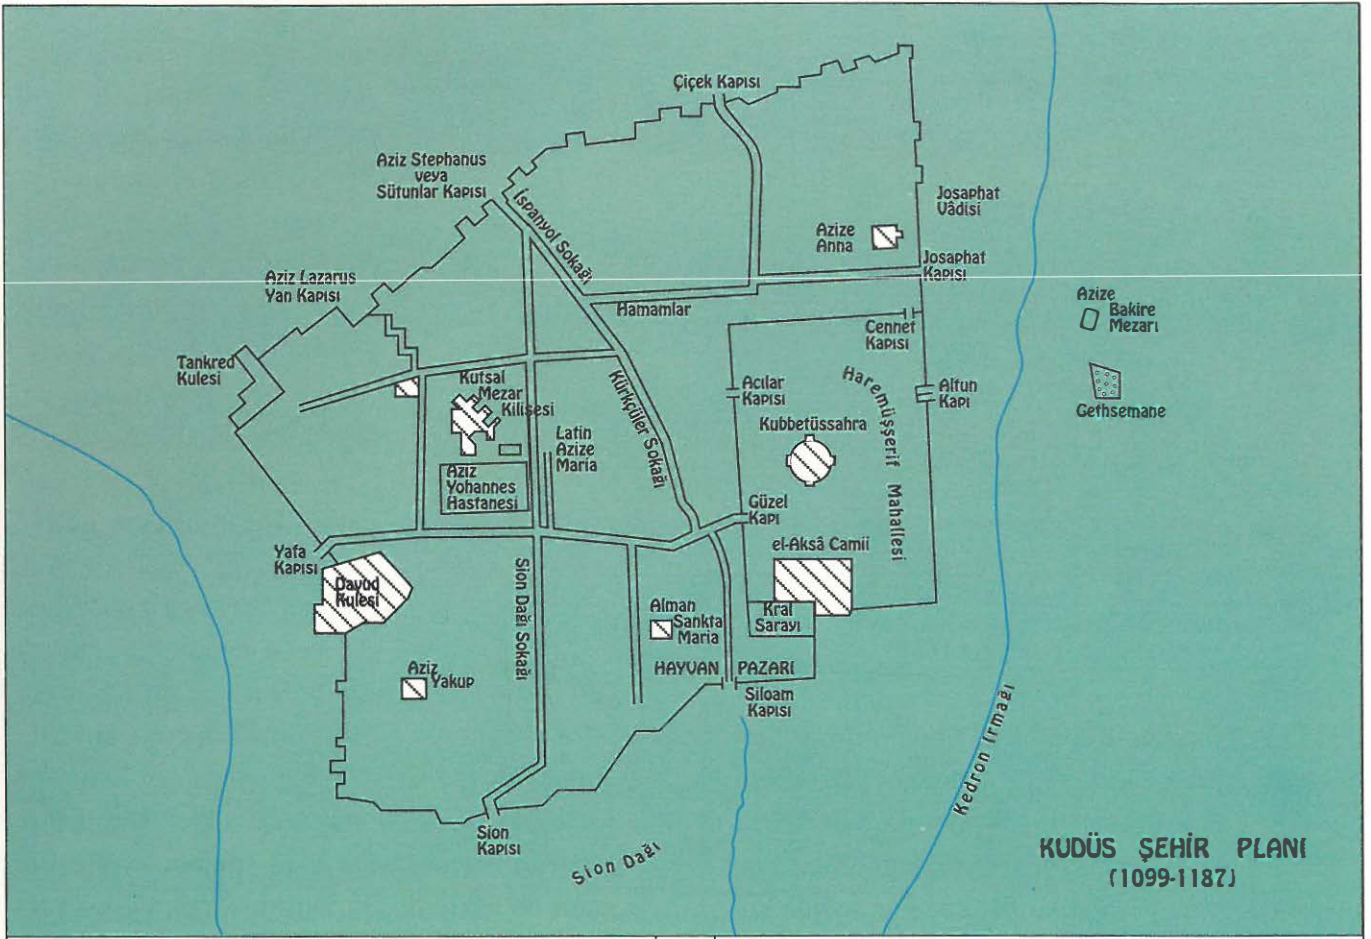 Çiçek Kapısı
Aziz Stephanus
veya
Sütunlar Kapısı
İspanyol Sokağı
Josaphat
Vâdisi
Azize
Anna
Josaphat
Kapısı
Aziz Lazarus
Yan Kapısı
Hamamlar
Azize
Bakire
Mezarı
Cennet
Kapısı
Tankred
Kulesi
Kutsal
Mezar
Kilisesi
Kürkçüler Sokağı
Acılar
Kapısı
Haremüşşerif Mahallesi
Altun
Kapı
Gethsemane
Kubbetüssahra
Latin
Azize
Maria
Aziz
Yohannes
Hastanesi
Güzel
Kapı
Yafa
Kapısı
el-Aksâ Camii
Davud
Kulesi
Sion Dağı Sokağı
Alman
Sankta
Maria
Kral
Sarayı
Aziz
Yakup
HAYVAN PAZARI
Siloam
Kapısı
Kedron Irmağı
Sion
Kapısı
Sion Dağı
KUDÜS ŞEHİR PLANI
(1099-1187)